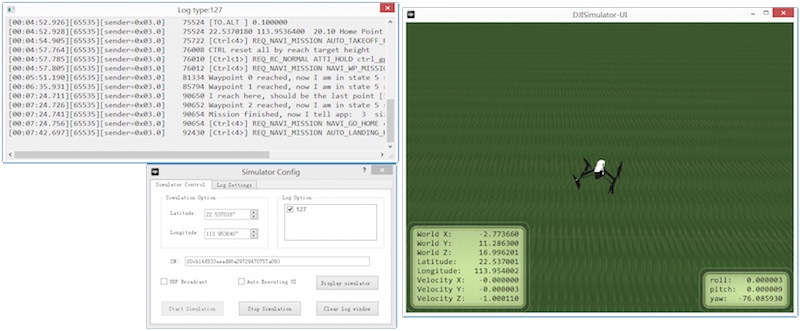 Log type:127
[00:04:52.926][65535][sender=0x03.0] 75524 [TO.ALT ] 0.100000
[00:04:52.928][65535][sender=0x03.0] 75524 22.5370180 113.9536400 20.10 Home Point
[00:04:54.905][65535][sender=0x03.0] 75722 [Ctrl<4>] REQ_NAVI_MISSION AUTO_TAKEOFF_
[00:04:57.764][65535][sender=0x03.0] 76008 CTRL reset all by reach target height
[00:04:57.785][65535][sender=0x03.0] 76010 [Ctrl<1>] REQ_RC_NORMAL ATTI_HOLD ctrl_
[00:04:57.805][65535][sender=0x03.0] 76012 [Ctrl<4>] REQ_NAVI_MISSION NAVI_WP_MISSI
[00:05:51.190][65535][sender=0x03.0] 81334 Waypoint 0 reached, now I am in state 5
[00:06:35.931][65535][sender=0x03.0] 85794 Waypoint 1 reached, now I am in state 5
[00:07:24.711][65535][sender=0x03.0] 90650 I reach here, should be the last point [
[00:07:24.726][65535][sender=0x03.0] 90652 Waypoint 2 reached, now I am in state 5
[00:07:24.741][65535][sender=0x03.0] 90654 Mission finished, now I tell app: 3
[00:07:24.756][65535][sender=0x03.0] 90654 [Ctrl<4>] REQ_NAVI_MISSION NAVI_GO_HOME
[00:07:42.697][65535][sender=0x03.0] 92430 [Ctrl<4>] REQ_NAVI_MISSION AUTO_LANDING_
Simulator Config
Simulator Control Log Settings
Simulation Option
Latitude: 22.537018°
Longitude: 113.953640°
Log Option
127
SN:
UDP Broadcast
Auto Executing UI
Display simulator
Start Simulation
Stop Simulation
Clear log window
DJISimulator-UI
World X: -2.773660
World Y: 11.286300
World Z: 16.996201
Latitude: 22.537001
Longitude: 113.954002
Velocity X: -0.000000
Velocity Y: -0.000003
Velocity Z: -1.000110
roll: 0.000003
pitch: 0.000009
yaw: -76.085930